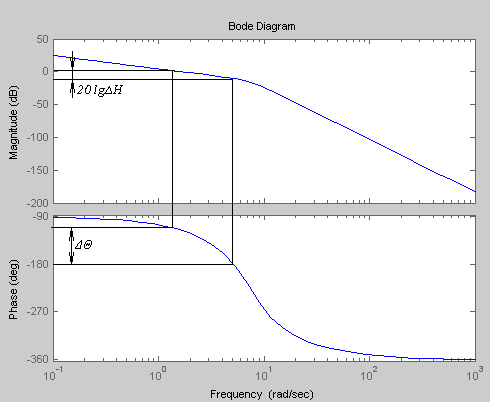 Bode Diagram
50
0
-50
-100
-150
-200
Magnitude (dB)
20lgΔH
-90
-180
-270
-360
Phase (deg)
ΔΘ
10^-1
10^0
10^1
10^2
10^3
Frequency (rad/sec)